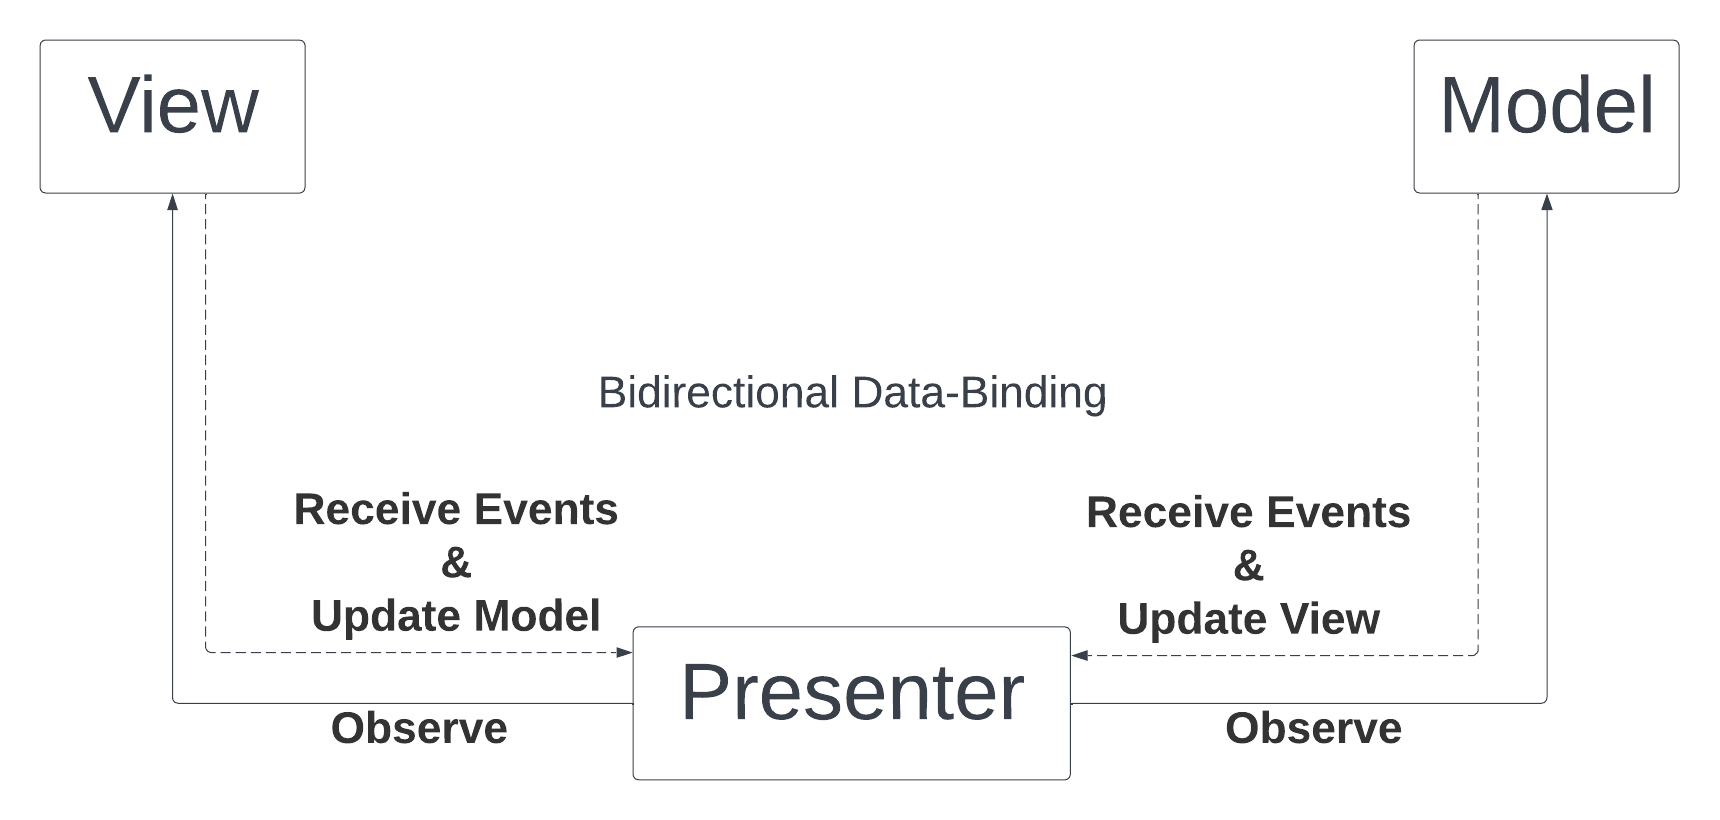 View
Model
Bidirectional Data-Binding
Receive Events
&
Update Model
Receive Events
&
Update View
Presenter
Observe
Observe